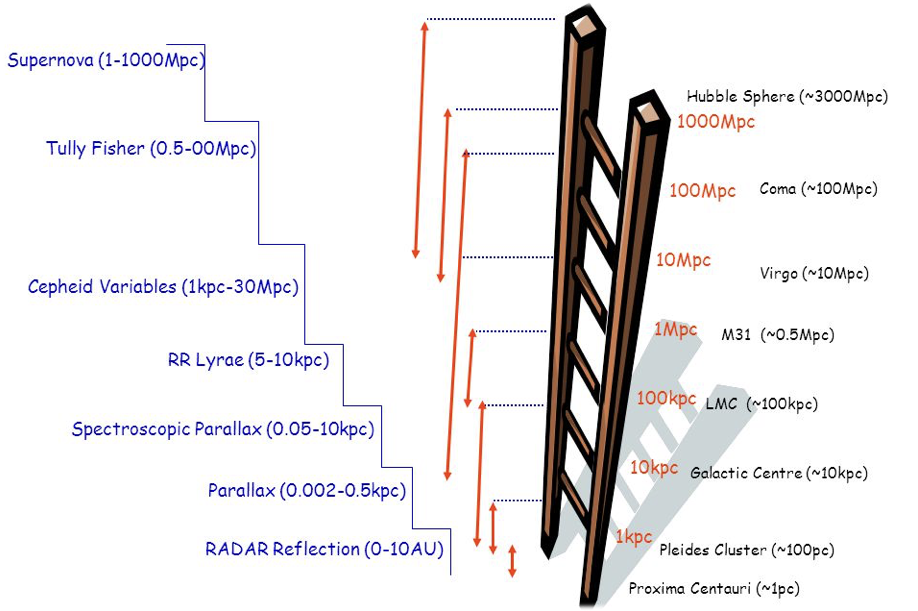 Supernova (1-1000Mpc)
Tully Fisher (0.5-00Mpc)
Cepheid Variables (1kpc-30Mpc)
RR Lyrae (5-10kpc)
Spectroscopic Parallax (0.05-10kpc)
Parallax (0.002-0.5kpc)
RADAR Reflection (0-10AU)
Hubble Sphere (~3000Mpc)
1000Mpc
100Mpc
Coma (~100Mpc)
10Mpc
Virgo (~10Mpc)
1Mpc
M31 (~0.5Mpc)
100kpc
LMC (~100kpc)
10kpc
Galactic Centre (~10kpc)
1kpc
Pleides Cluster (~100pc)
Proxima Centauri (~1pc)